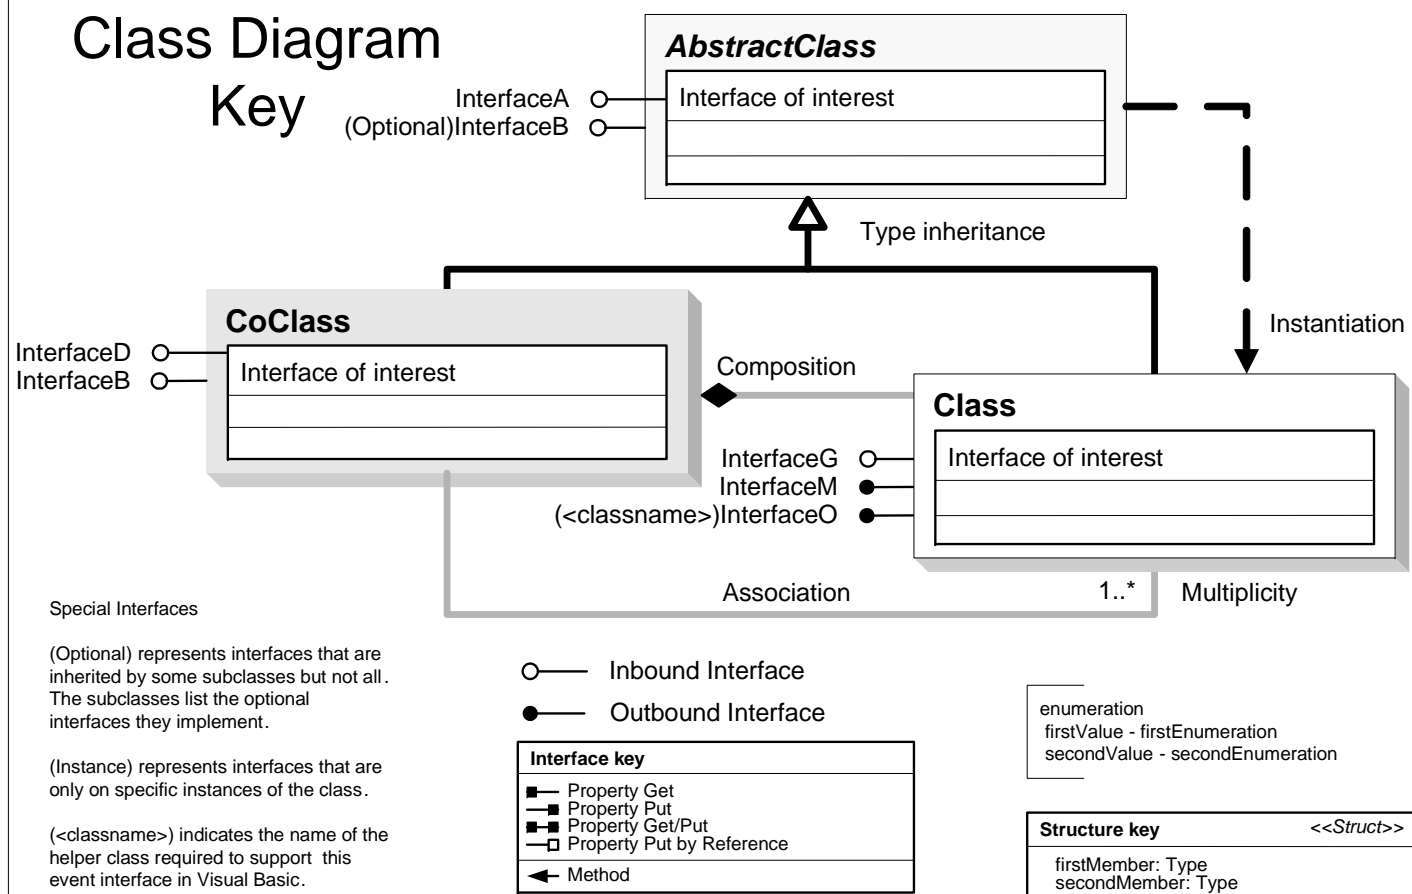 Class Diagram
Key
AbstractClass
InterfaceA
Interface of interest
(Optional)InterfaceB
Type inheritance
CoClass
Instantiation
InterfaceD
Interface of interest
InterfaceB
Composition
Class
InterfaceG
Interface of interest
InterfaceM
(<classname>)InterfaceO
Association
1..*
Multiplicity
Special Interfaces
(Optional) represents interfaces that are
inherited by some subclasses but not all.
The subclasses list the optional
interfaces they implement.
(Instance) represents interfaces that are
only on specific instances of the class.
(<classname>) indicates the name of the
helper class required to support this
event interface in Visual Basic.
Inbound Interface
Outbound Interface
Interface key
Property Get
Property Put
Property Get/Put
Property Put by Reference
Method
enumeration
firstValue - firstEnumeration
secondValue - secondEnumeration
Structure key
<<Struct>>
firstMember: Type
secondMember: Type